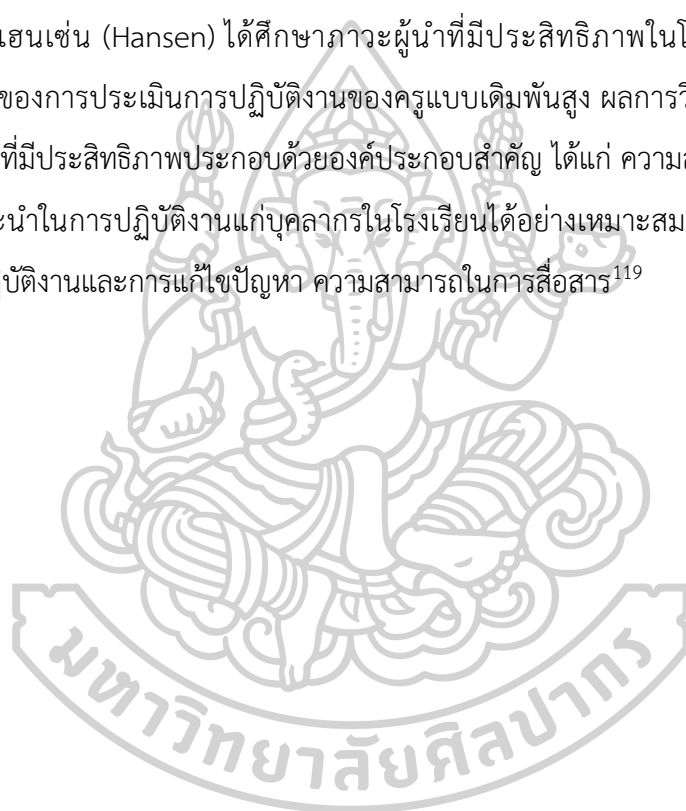 เฮนเซ่น (Hansen) ได้ศึกษาภาวะผู้นำที่มีประสิทธิภาพในโ
ของการประเมินการปฏิบัติงานของครูแบบเดิมพันสูง ผลการวิ
ที่มีประสิทธิภาพประกอบด้วยองค์ประกอบสำคัญ ได้แก่ ความส
ะนำในการปฏิบัติงานแก่บุคลากรในโรงเรียนได้อย่างเหมาะสม
ฏิบัติงานและการแก้ไขปัญหา ความสามารถในการสื่อสาร119
มหาวิทยาลัยศิลปากร